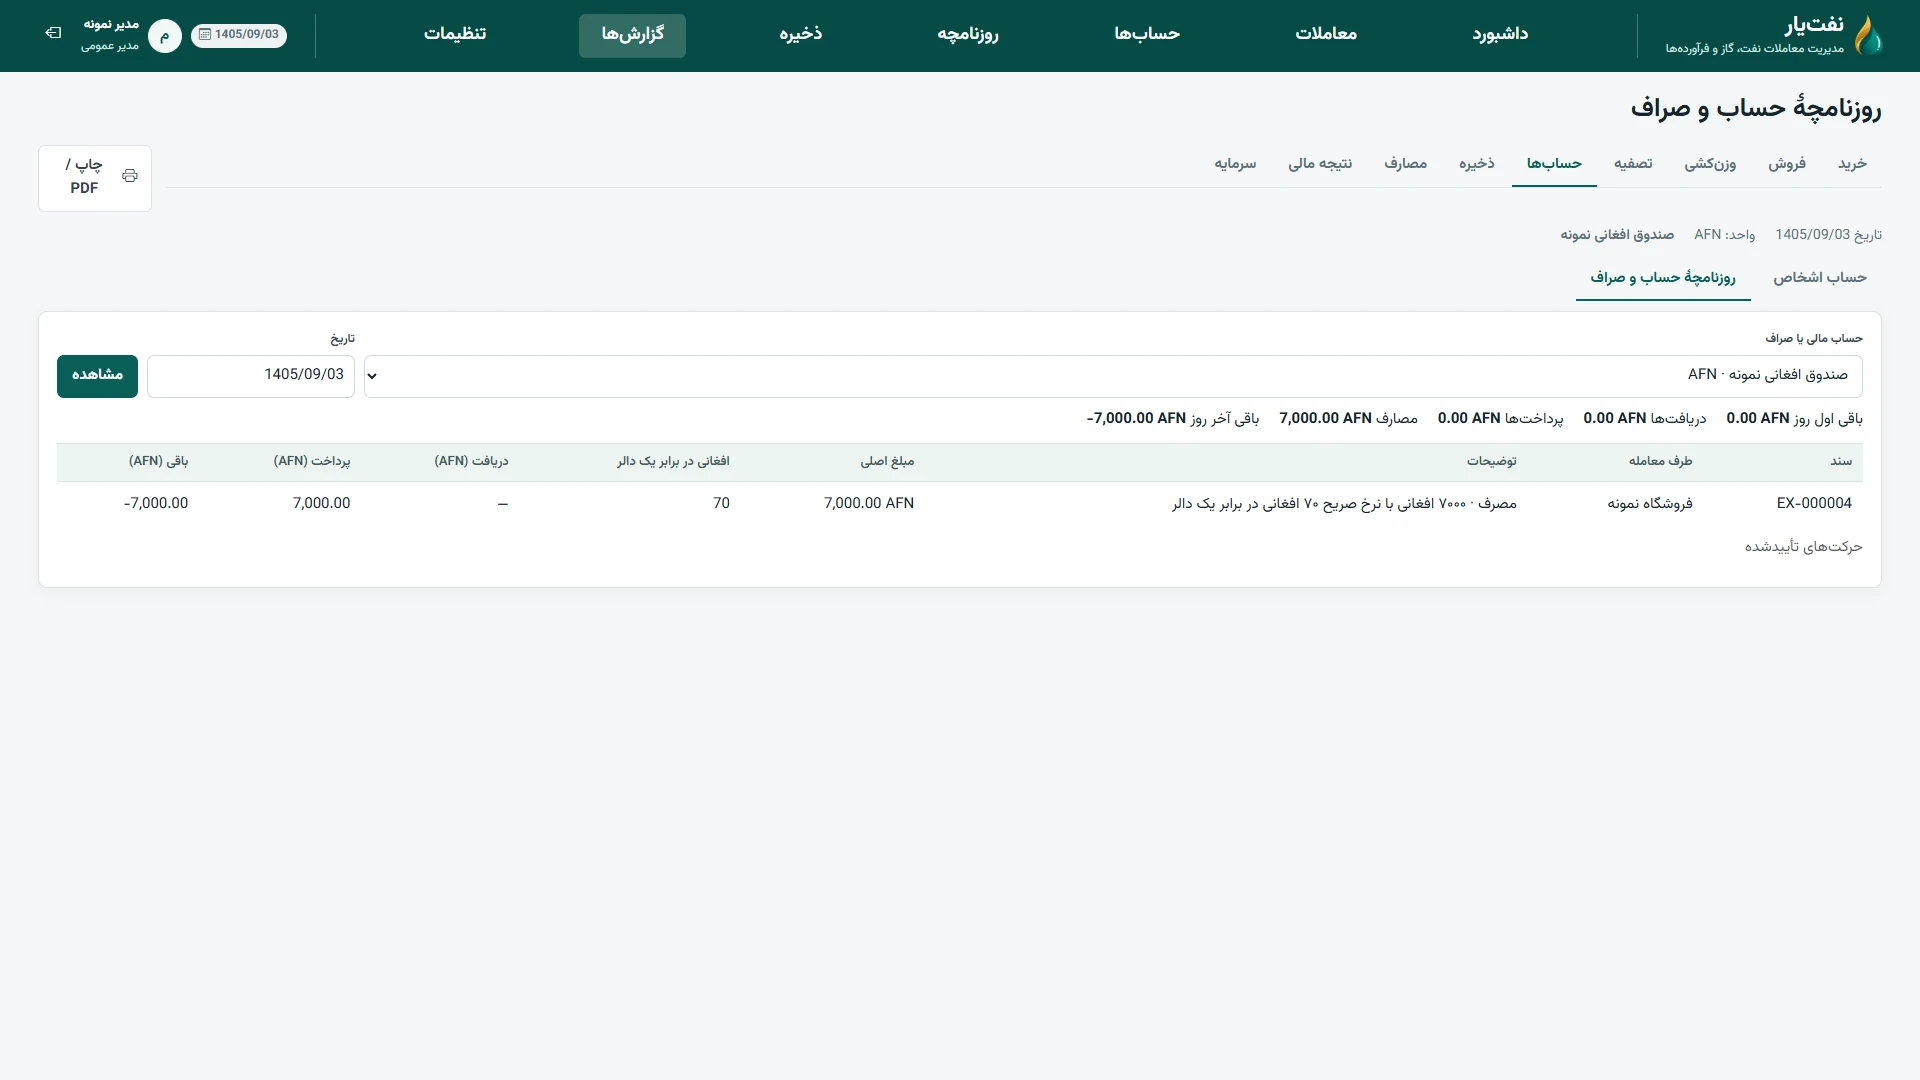 نفت‌یار
مدیریت معاملات نفت، گاز و فرآورده‌ها
داشبورد
معاملات
حساب‌ها
روزنامچه
ذخیره
گزارش‌ها
تنظیمات
1405/09/03
م
مدیر نمونه
مدیر عمومی
روزنامچهٔ حساب و صراف
خرید
فروش
وزن‌کشی
تصفیه
حساب‌ها
ذخیره
مصارف
نتیجه مالی
سرمایه
چاپ /
PDF
تاریخ 1405/09/03
واحد: AFN
صندوق افغانی نمونه
حساب اشخاص
روزنامچهٔ حساب و صراف
حساب مالی یا صراف
تاریخ
صندوق افغانی نمونه · AFN
1405/09/03
مشاهده
باقی اول روز 0.00 AFN
دریافت‌ها 0.00 AFN
پرداخت‌ها 0.00 AFN
مصارف 7,000.00 AFN
باقی آخر روز -7,000.00 AFN
سند
طرف معامله
توضیحات
مبلغ اصلی
افغانی در برابر یک دالر
دریافت (AFN)
پرداخت (AFN)
باقی (AFN)
EX-000004
فروشگاه نمونه
مصرف · ۷۰۰۰ افغانی با نرخ صریح ۷۰ افغانی در برابر یک دالر
7,000.00 AFN
70
—
7,000.00
-7,000.00
حرکت‌های تأییدشده